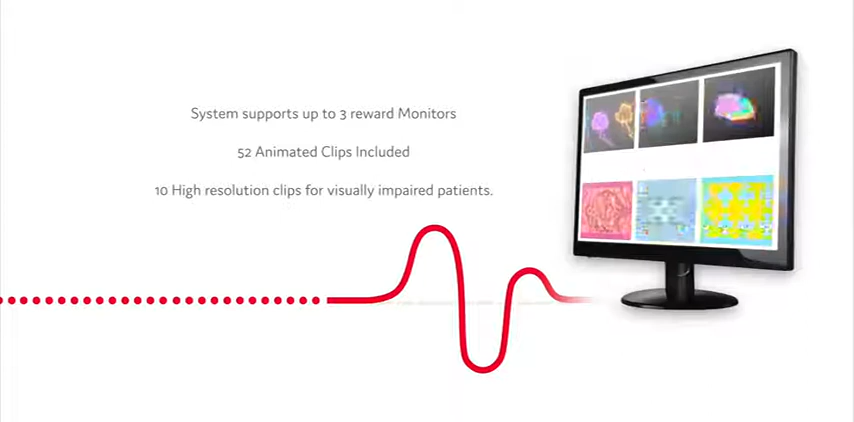 System supports up to 3 reward Monitors
52 Animated Clips Included
10 High resolution clips for visually impaired patients.